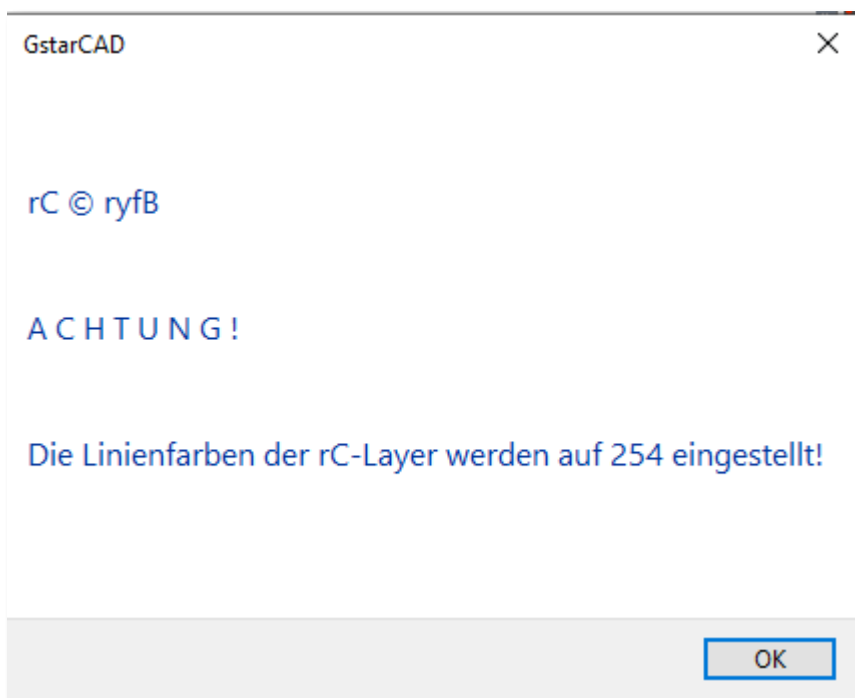 GstarCAD
rC © ryfB
A C H T U N G !
Die Linienfarben der rC-Layer werden auf 254 eingestellt!
OK